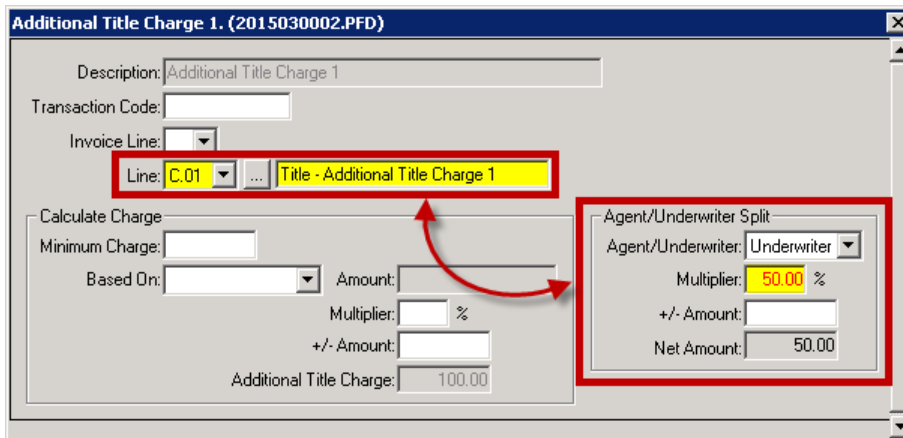 Additional Title Charge 1. (2015030002.PFD)
Description: Additional Title Charge 1
Transaction Code:
Invoice Line:
Line: C.01 ... Title - Additional Title Charge 1
Calculate Charge
Minimum Charge:
Based On: Amount:
Multiplier: %
+/- Amount:
Additional Title Charge: 100.00
Agent/Underwriter Split
Agent/Underwriter: Underwriter
Multiplier: 50.00 %
+/- Amount:
Net Amount: 50.00